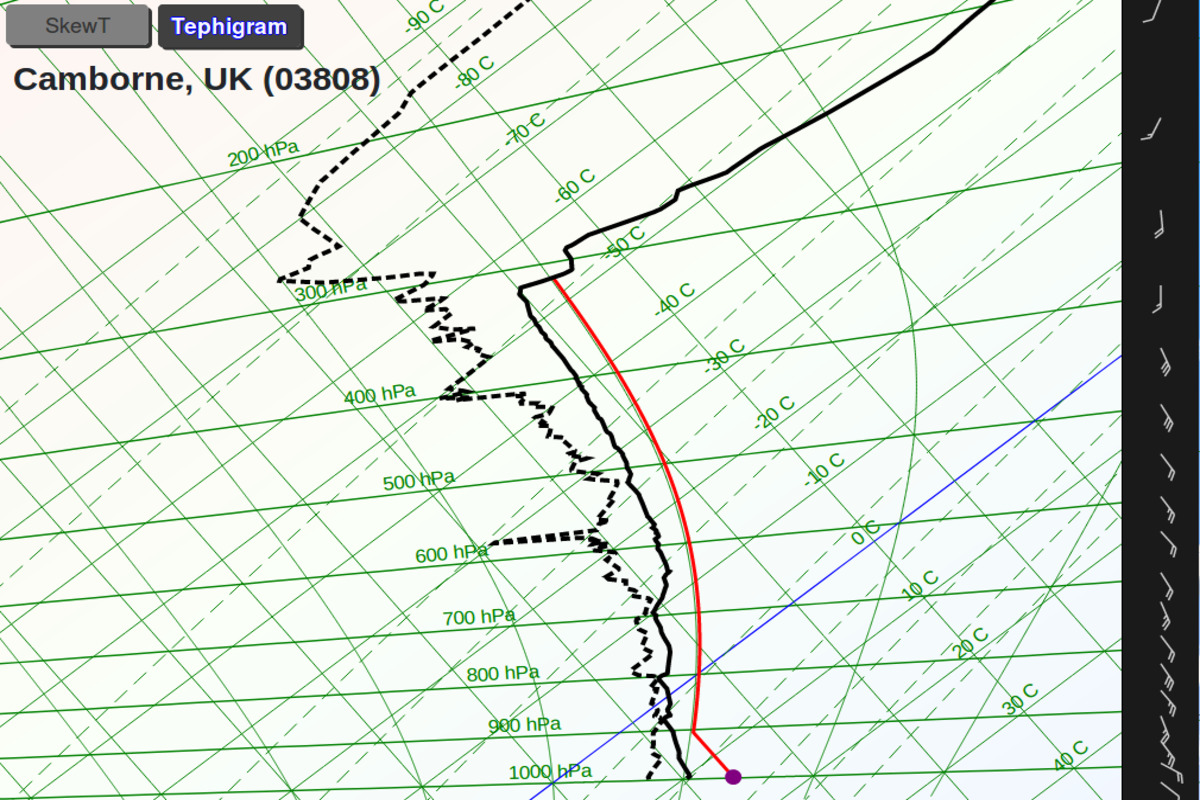 SkewT
Tephigram
Camborne, UK (03808)
-90 C
-80 C
-70 C
200 hPa
-60 C
-50 C
300 hPa
-40 C
-30 C
400 hPa
-20 C
-10 C
500 hPa
0 C
600 hPa
10 C
700 hPa
20 C
800 hPa
30 C
900 hPa
40 C
1000 hPa